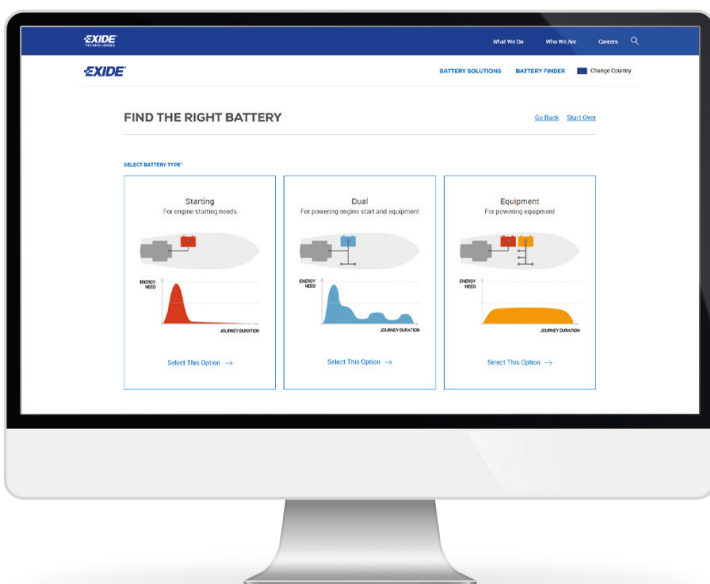 EXIDE
TECHNOLOGIES
What We Do Who We Are Careers
EXIDE
BATTERY SOLUTIONS BATTERY FINDER Change Country
FIND THE RIGHT BATTERY
Go Back Start Over
SELECT BATTERY TYPE*
Starting
For engine starting needs
ENERGY
NEED
JOURNEY DURATION
Select This Option →
Dual
For powering engine start and equipment
ENERGY
NEED
JOURNEY DURATION
Select This Option →
Equipment
For powering equipment
ENERGY
NEED
JOURNEY DURATION
Select This Option →